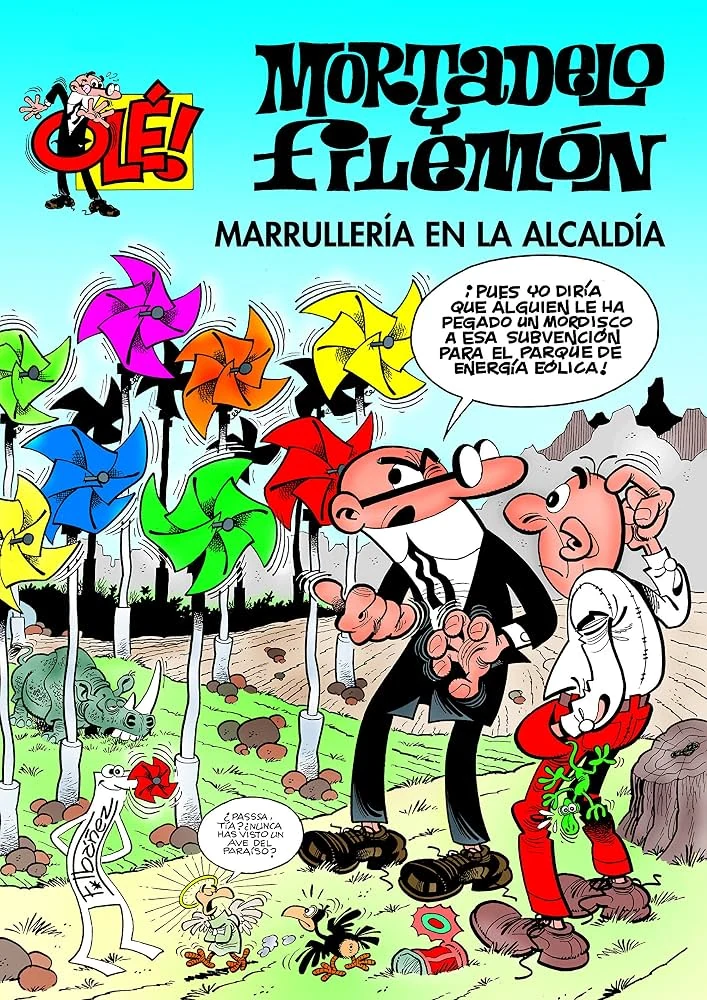 OLÉ!
MORTADELO
Y
FILEMÓN
MARRULLERÍA EN LA ALCALDÍA
¡PUES YO DIRÍA
QUE ALGUIEN LE HA
PEGADO UN MORDISCO
A ESA SUBVENCIÓN
PARA EL PARQUE DE
ENERGÍA EÓLICA!
F. Ibáñez
¿PASSSA,
TÍA? ¿NUNCA
HAS VISTO UN
AVE DEL
PARAÍSO?